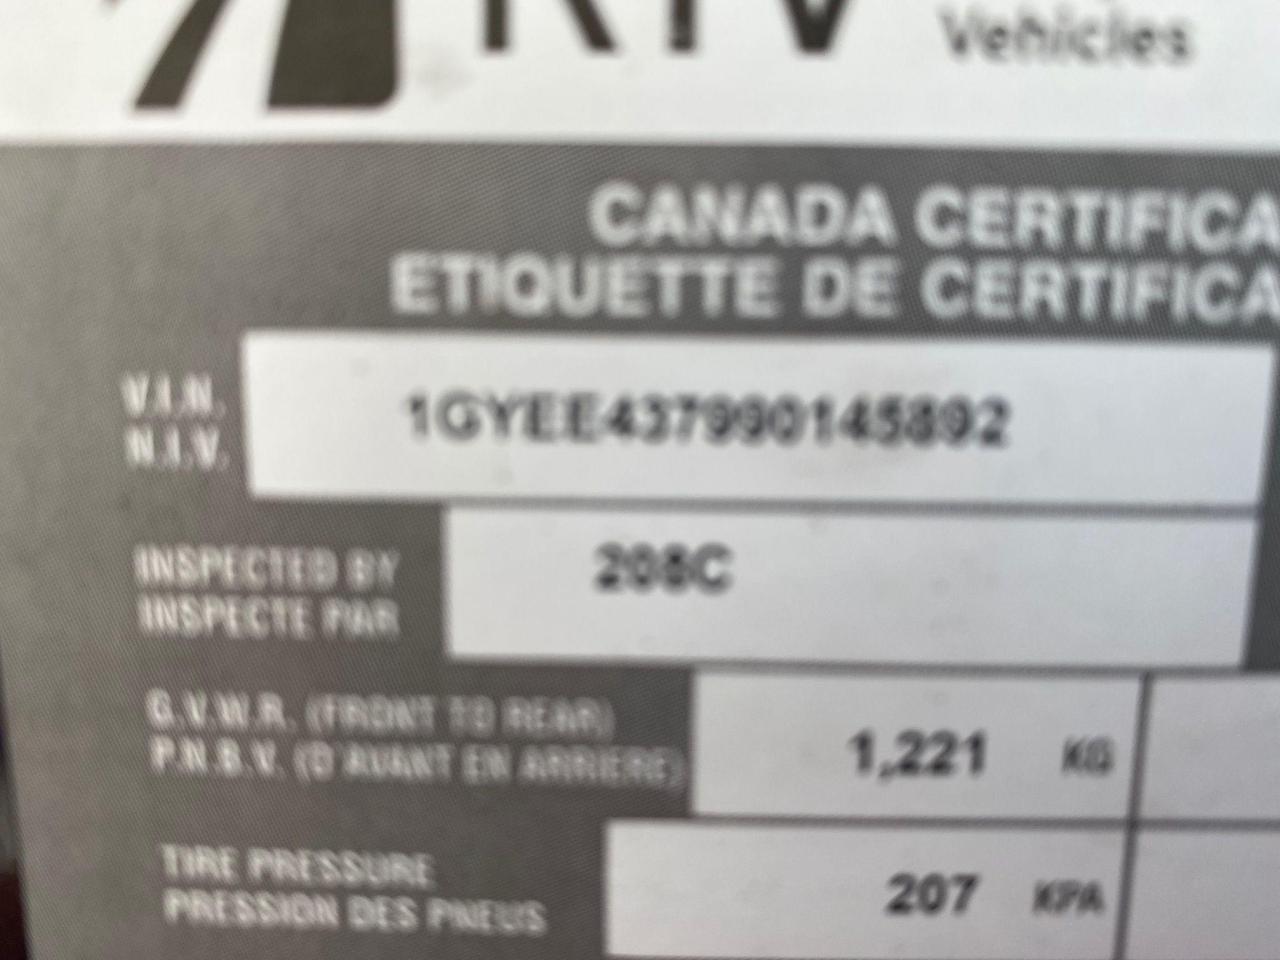 RIV
Vehicles
CANADA CERTIFICA
ETIQUETTE DE CERTIFICA
V.I.N.
N.I.V.
1GYEE437990145892
INSPECTED BY
INSPECTE PAR
208C
G.V.W.R. (FRONT TO REAR)
P.N.B.V. (D'AVANT EN ARRIERE)
1,221 KG
TIRE PRESSURE
PRESSION DES PNEUS
207 KPA